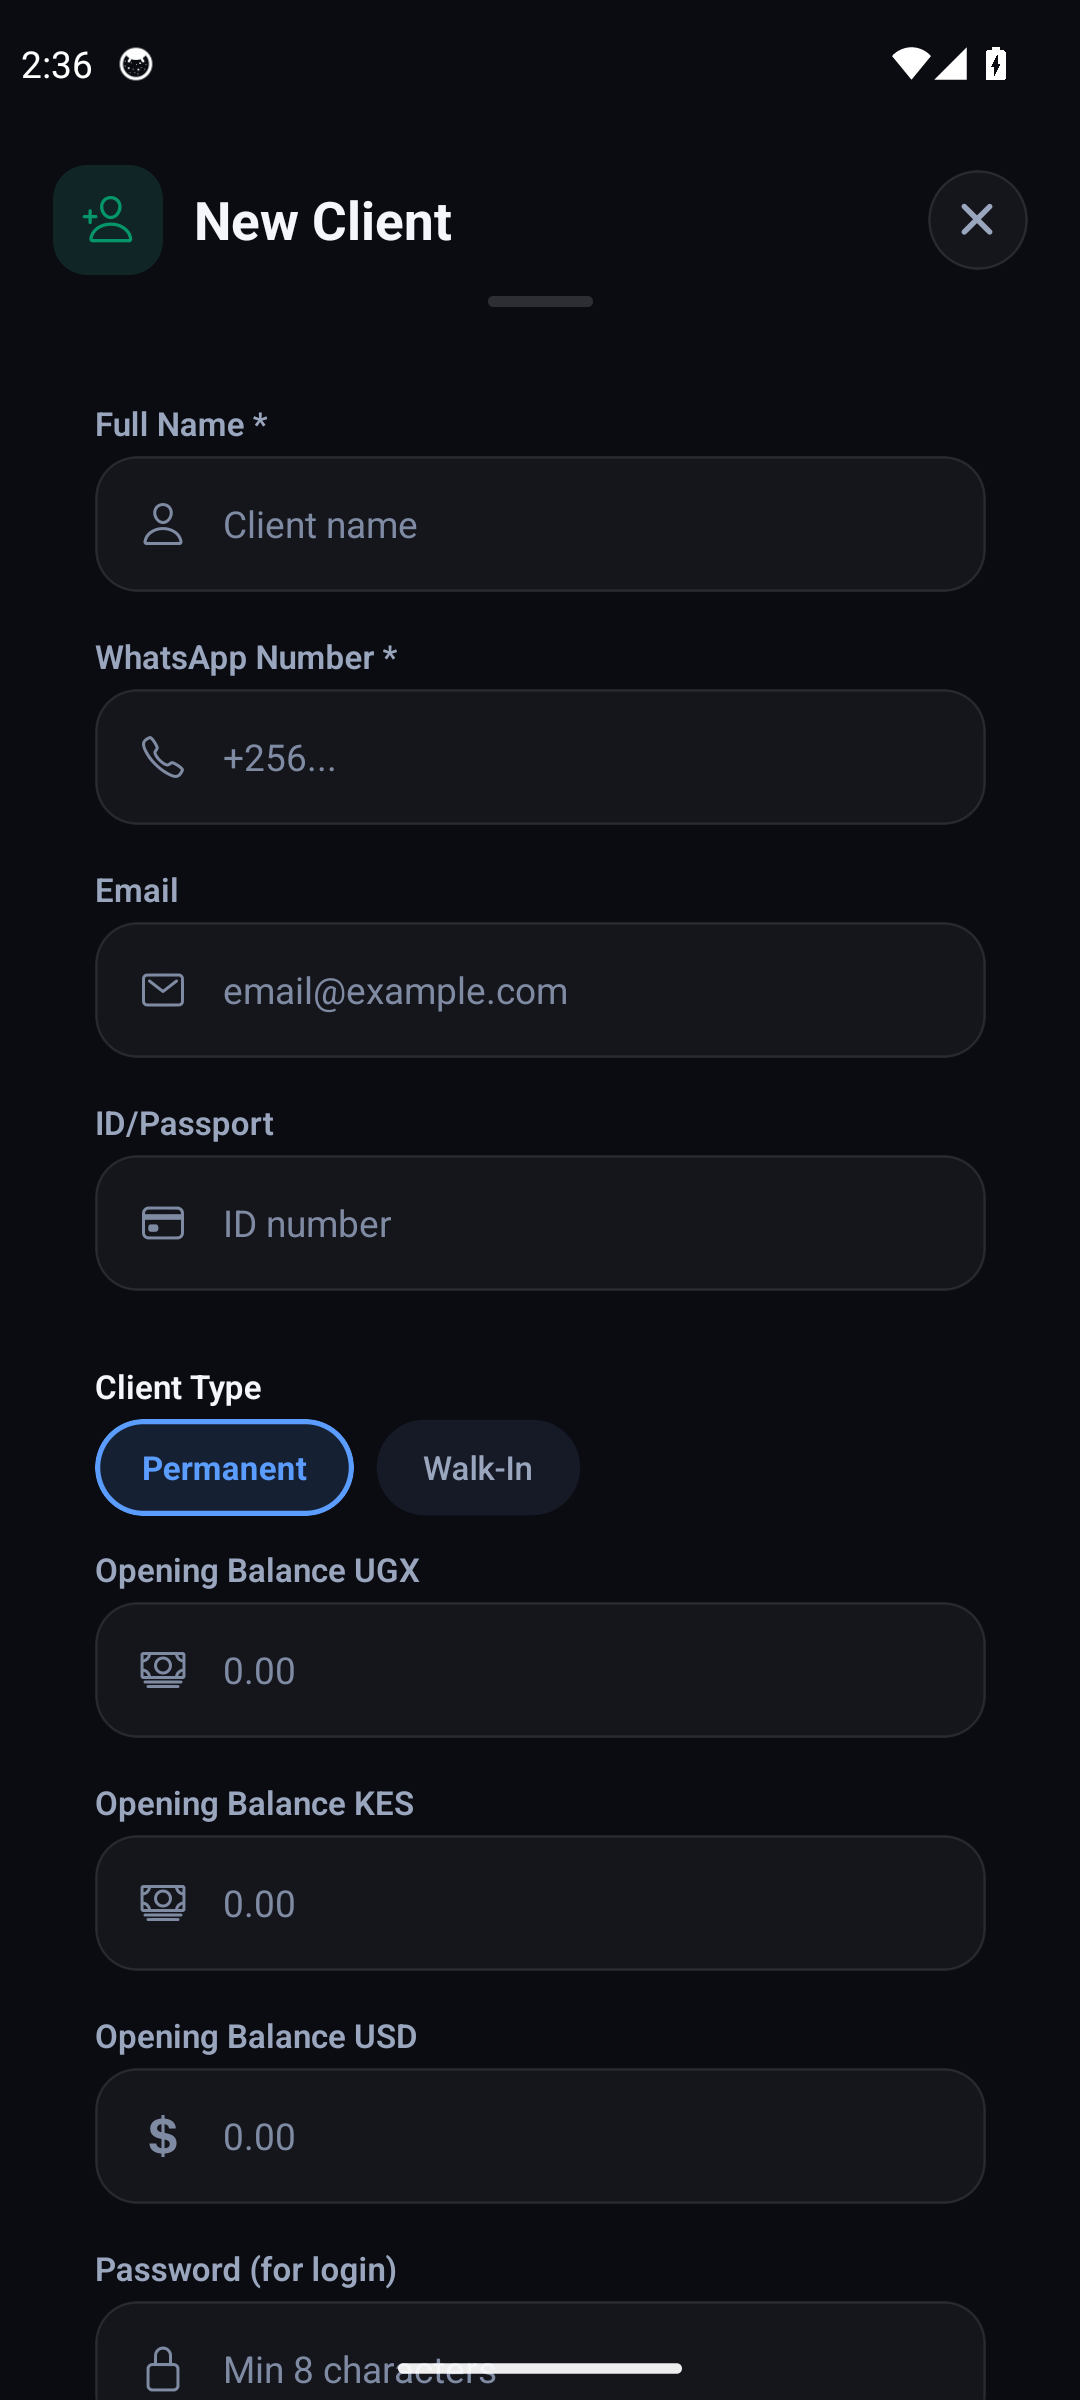 2:36
New Client
Full Name *
Client name
WhatsApp Number *
+256...
Email
email@example.com
ID/Passport
ID number
Client Type
Permanent
Walk-In
Opening Balance UGX
0.00
Opening Balance KES
0.00
Opening Balance USD
$ 0.00
Password (for login)
Min 8 characters